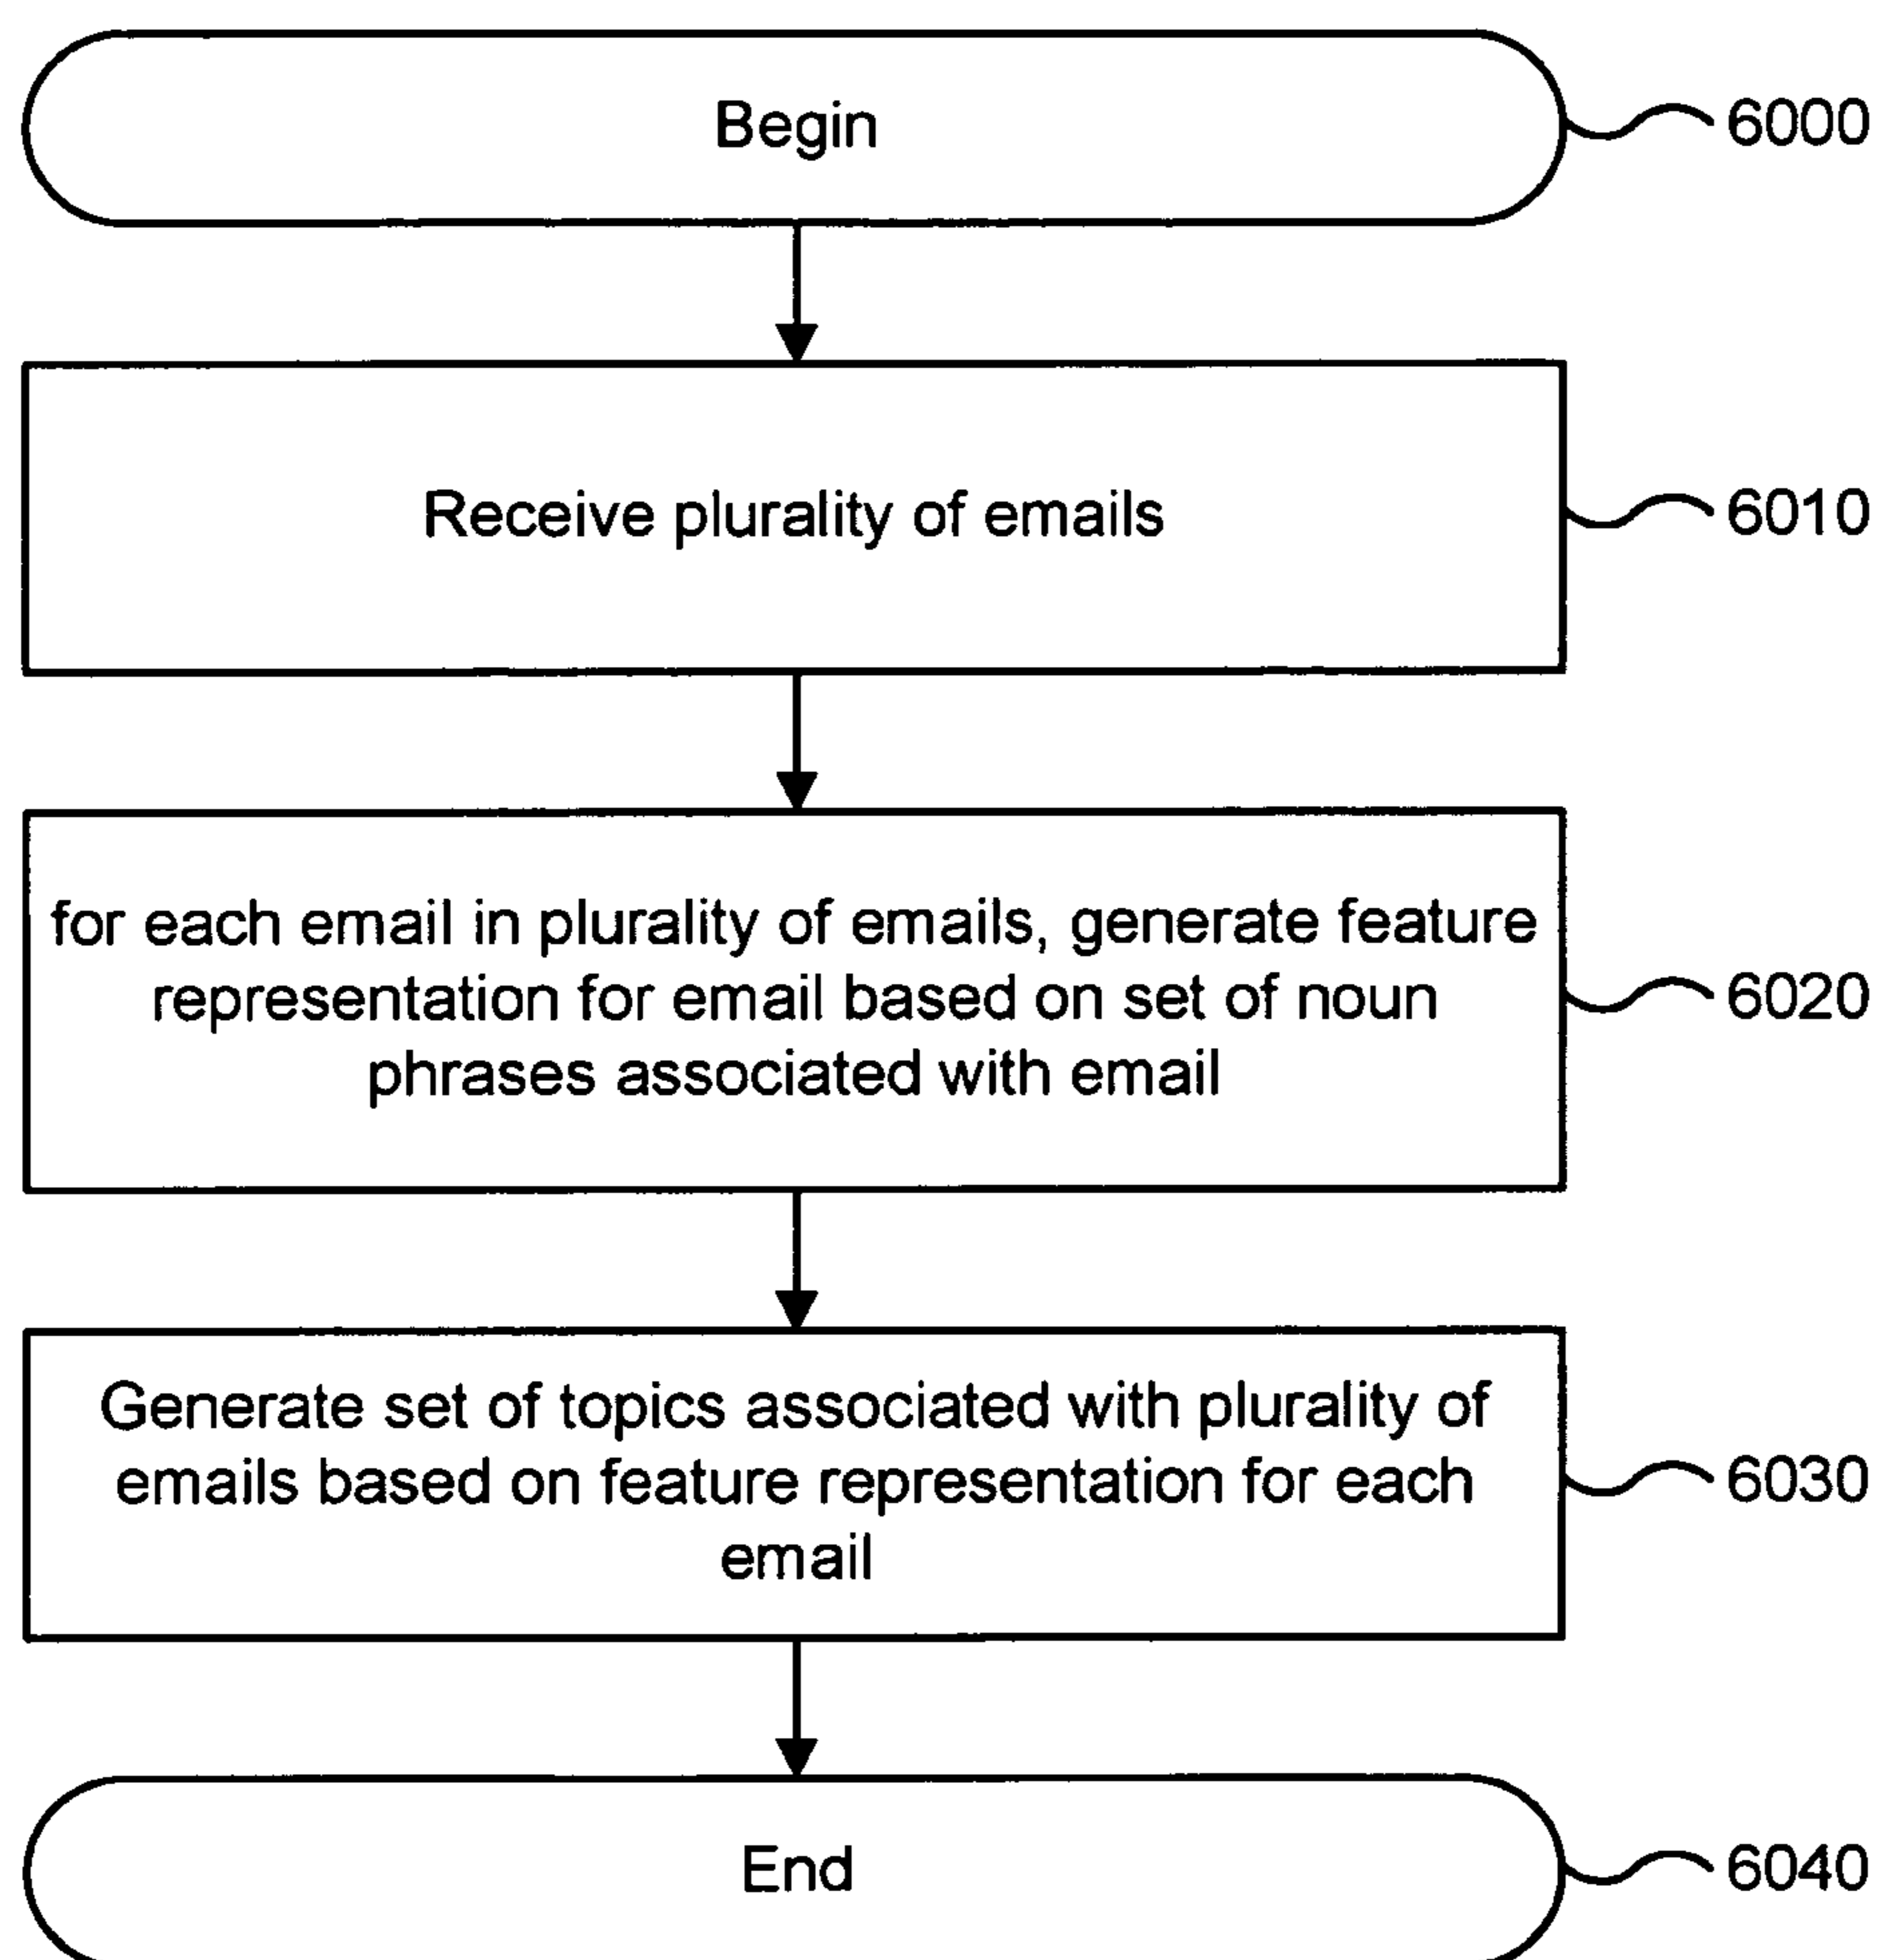 Begin
6000
Receive plurality of emails
6010
for each email in plurality of emails, generate feature
representation for email based on set of noun
phrases associated with email
6020
Generate set of topics associated with plurality of
emails based on feature representation for each
email
6030
End
6040